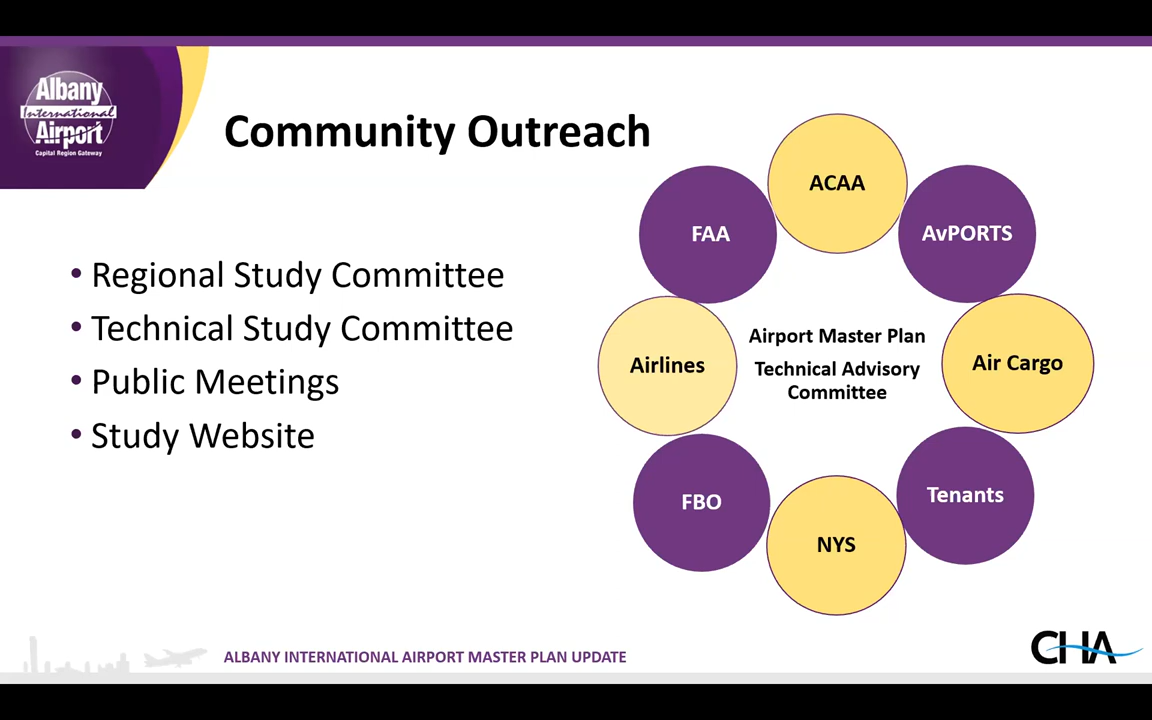 Albany
International
Airport
Capital Region Gateway
Community Outreach
• Regional Study Committee
• Technical Study Committee
• Public Meetings
• Study Website
ACAA
FAA
AvPORTS
Airlines
Airport Master Plan
Technical Advisory
Committee
Air Cargo
FBO
Tenants
NYS
ALBANY INTERNATIONAL AIRPORT MASTER PLAN UPDATE
CHA